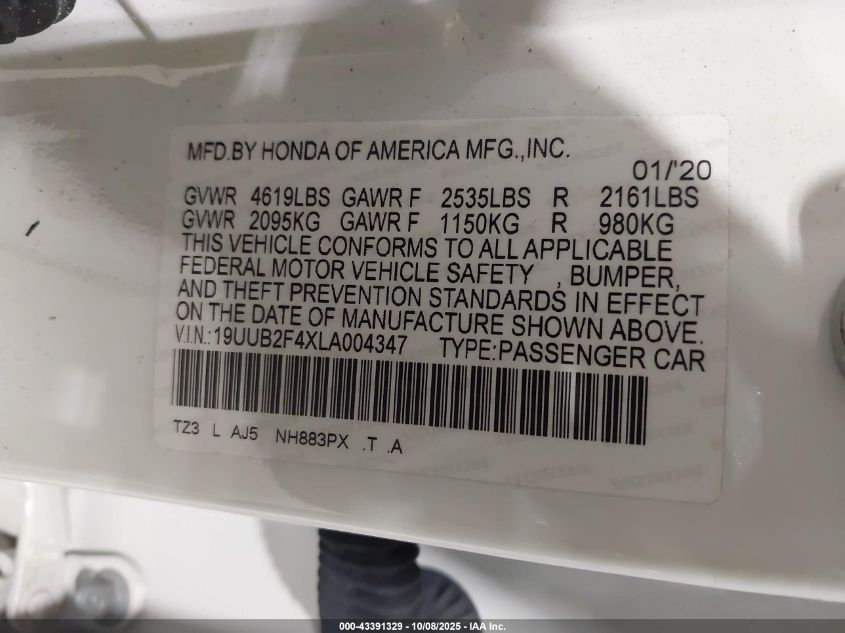 MFD.BY HONDA OF AMERICA MFG.,INC.
01/'20
GVWR 4619LBS GAWR F 2535LBS R 2161LBS
GVWR 2095KG GAWR F 1150KG R 980KG
THIS VEHICLE CONFORMS TO ALL APPLICABLE
FEDERAL MOTOR VEHICLE SAFETY , BUMPER,
AND THEFT PREVENTION STANDARDS IN EFFECT
ON THE DATE OF MANUFACTURE SHOWN ABOVE.
V.I.N.:19UUB2F4XLA004347 TYPE:PASSENGER CAR
TZ3 L AJ5 NH883PX .T .A
000-43391329 - 10/08/2025 - IAA Inc.